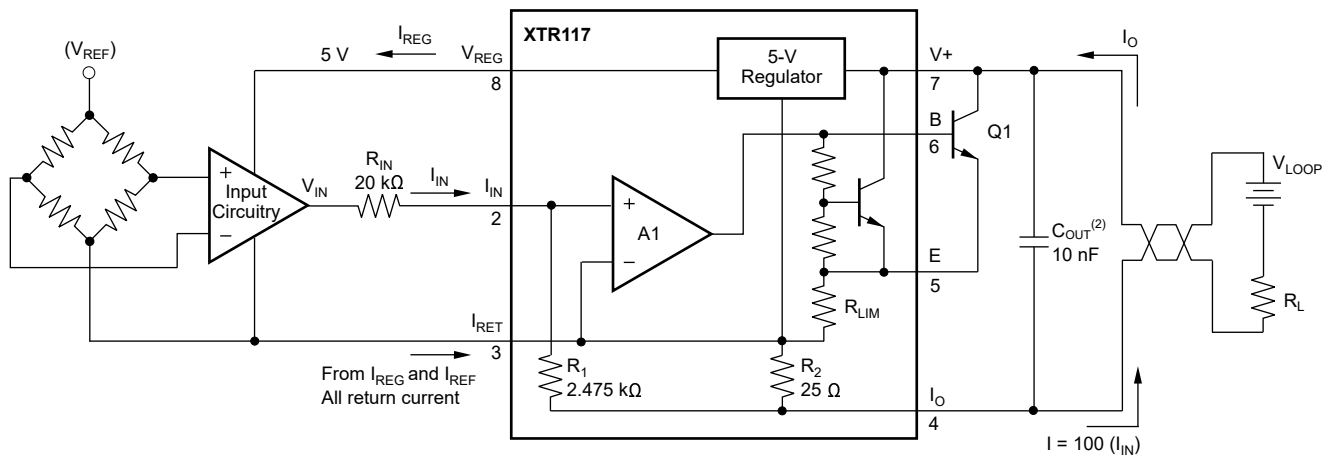 XTR117
I_REG
V_REG
5 V
8
(V_REF)
5-V
Regulator
V+
7
I_O
B
6
Q1
R_IN
20 kΩ
I_IN
I_IN
2
V_IN
+
Input
Circuitry
–
+
A1
–
E
5
C_OUT(2)
10 nF
V_LOOP
R_L
R_LIM
I_RET
3
From I_REG and I_REF
All return current
R_1
2.475 kΩ
R_2
25 Ω
I_O
4
I = 100 (I_IN)